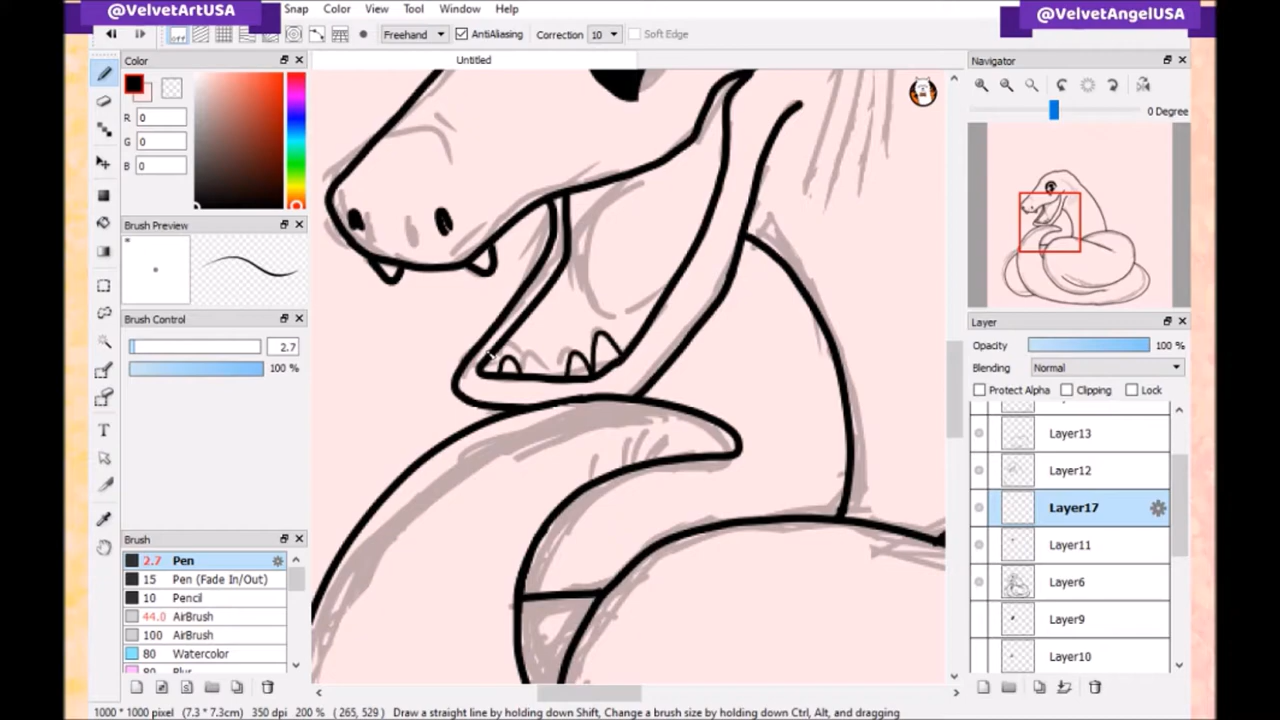 @VelvetArtUSA
Snap Color View Tool Window Help
@VelvetAngelUSA
off Freehand AntiAliasing Correction 10 Soft Edge
Color
Untitled
Navigator
R 0
G 0
B 0
0 Degree
Brush Preview
Brush Control
2.7
100 %
Layer
Opacity 100 %
Blending Normal
Protect Alpha Clipping Lock
Layer13
Layer12
Layer17
Layer11
Layer6
Layer9
Layer10
Brush
2.7 Pen
15 Pen (Fade In/Out)
10 Pencil
44.0 AirBrush
100 AirBrush
80 Watercolor
80 Blur
1000 * 1000 pixel (7.3 * 7.3cm) 350 dpi 200 % ( 265, 529 ) Draw a straight line by holding down Shift, Change a brush size by holding down Ctrl, Alt, and dragging